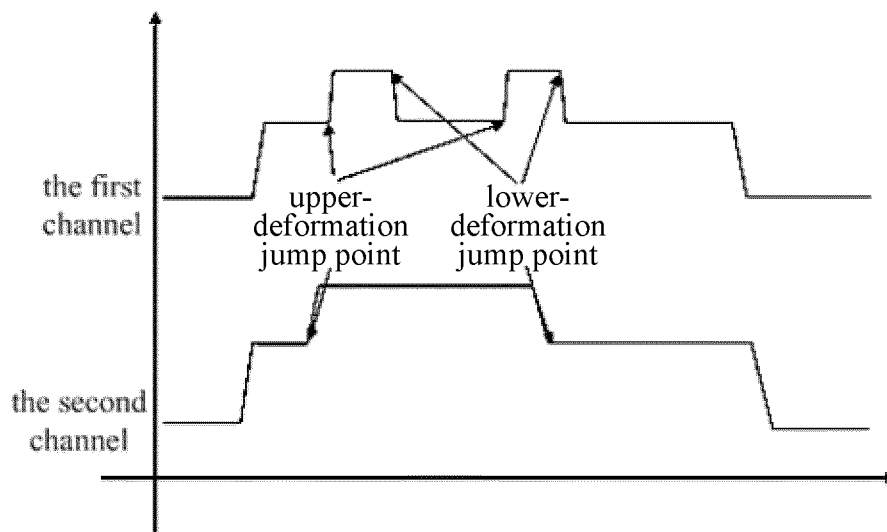 the first
channel
upper-
deformation
jump point
lower-
deformation
jump point
the second
channel